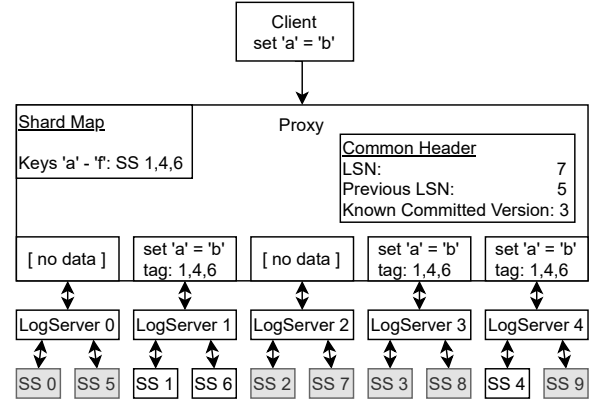 Client
set 'a' = 'b'
Shard Map
Keys 'a' - 'f': SS 1,4,6
Proxy
Common Header
LSN: 7
Previous LSN: 5
Known Committed Version: 3
[ no data ]
set 'a' = 'b'
tag: 1,4,6
[ no data ]
set 'a' = 'b'
tag: 1,4,6
set 'a' = 'b'
tag: 1,4,6
LogServer 0
LogServer 1
LogServer 2
LogServer 3
LogServer 4
SS 0
SS 5
SS 1
SS 6
SS 2
SS 7
SS 3
SS 8
SS 4
SS 9